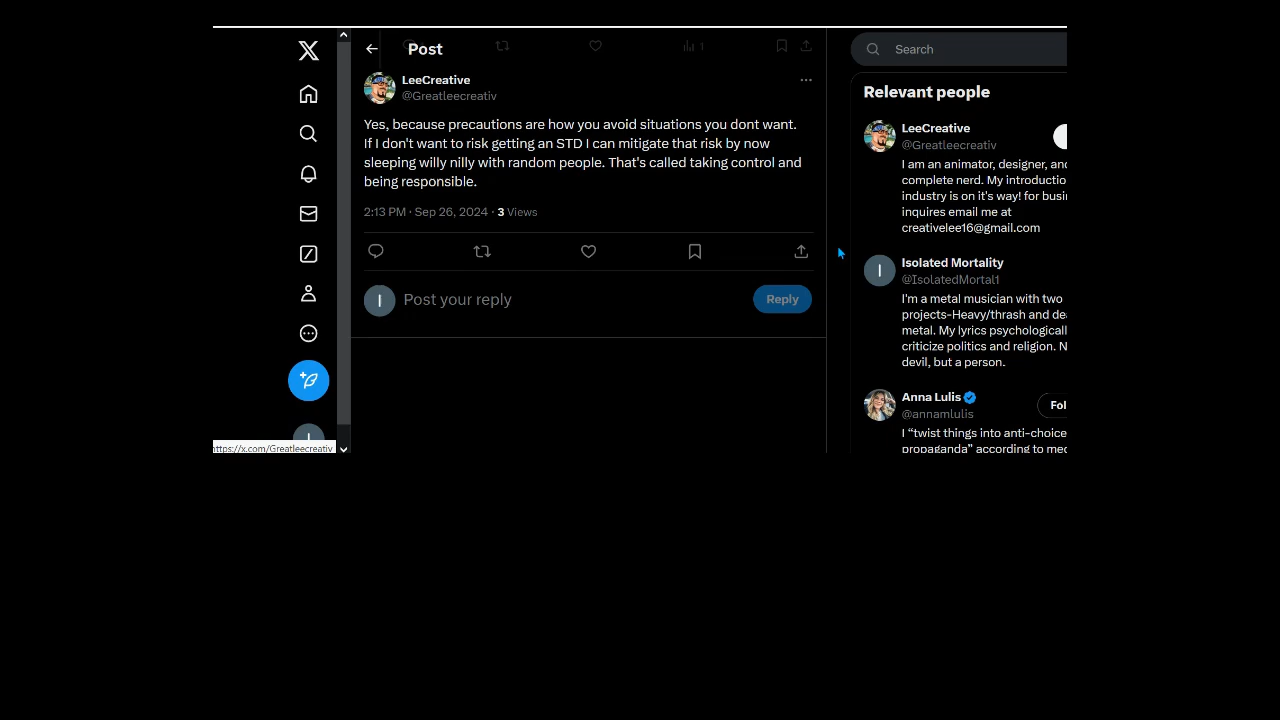 Post
1
Search
LeeCreative
@Greatleecreativ
Yes, because precautions are how you avoid situations you dont want.
If I don't want to risk getting an STD I can mitigate that risk by now
sleeping willy nilly with random people. That's called taking control and
being responsible.
2:13 PM · Sep 26, 2024 · 3 Views
I
Post your reply
Reply
Relevant people
LeeCreative
@Greatleecreativ
I am an animator, designer, and
complete nerd. My introductio
industry is on it's way! for busi
inquires email me at
creativelee16@gmail.com
I
Isolated Mortality
@IsolatedMortal1
I'm a metal musician with two
projects-Heavy/thrash and dea
metal. My lyrics psychologicall
criticize politics and religion. N
devil, but a person.
Anna Lulis
@annamlulis
Fol
I “twist things into anti-choice
propaganda” according to med
https://x.com/Greatleecreativ